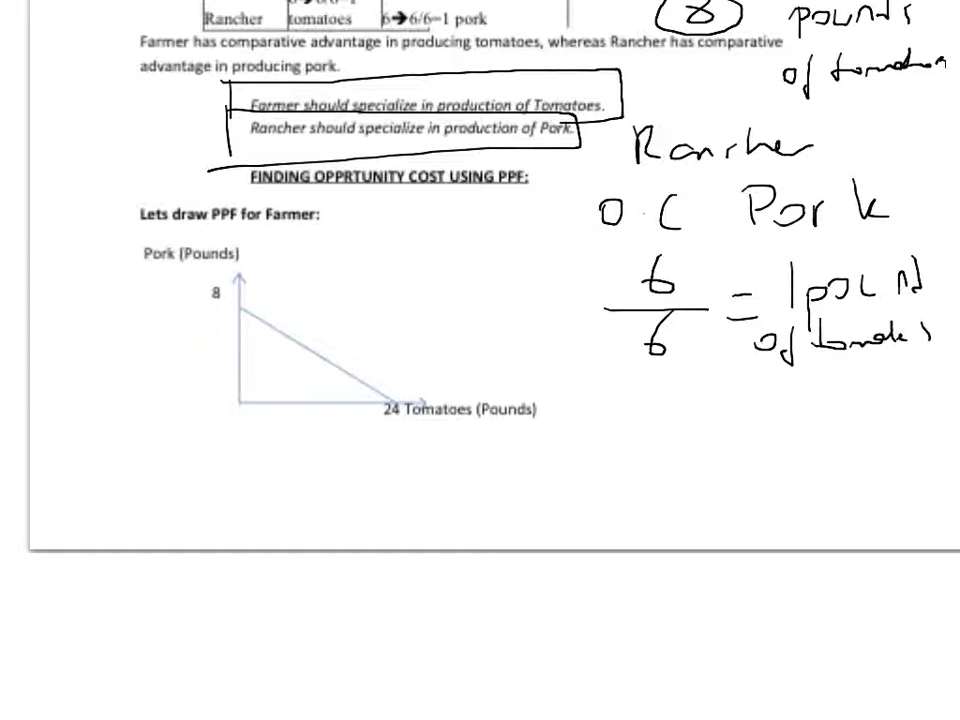 Rancher tomatoes 6➔6/6=1 pork
Farmer has comparative advantage in producing tomatoes, whereas Rancher has comparative
advantage in producing pork.
Farmer should specialize in production of Tomatoes.
Rancher should specialize in production of Pork.
FINDING OPPRTUNITY COST USING PPF:
Lets draw PPF for Farmer:
Pork (Pounds)
8
24 Tomatoes (Pounds)
8 pounds
of
Rancher
O.C Pork
6
6
= 1 pound
of